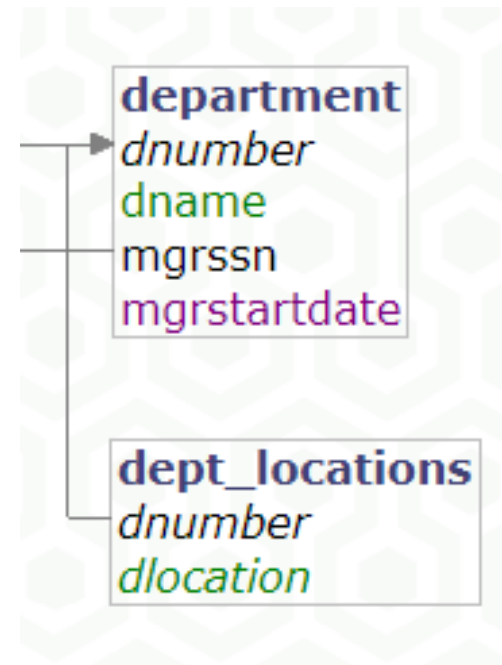 department
dnumber
dname
mgrssn
mgrstartdate
dept_locations
dnumber
dlocation